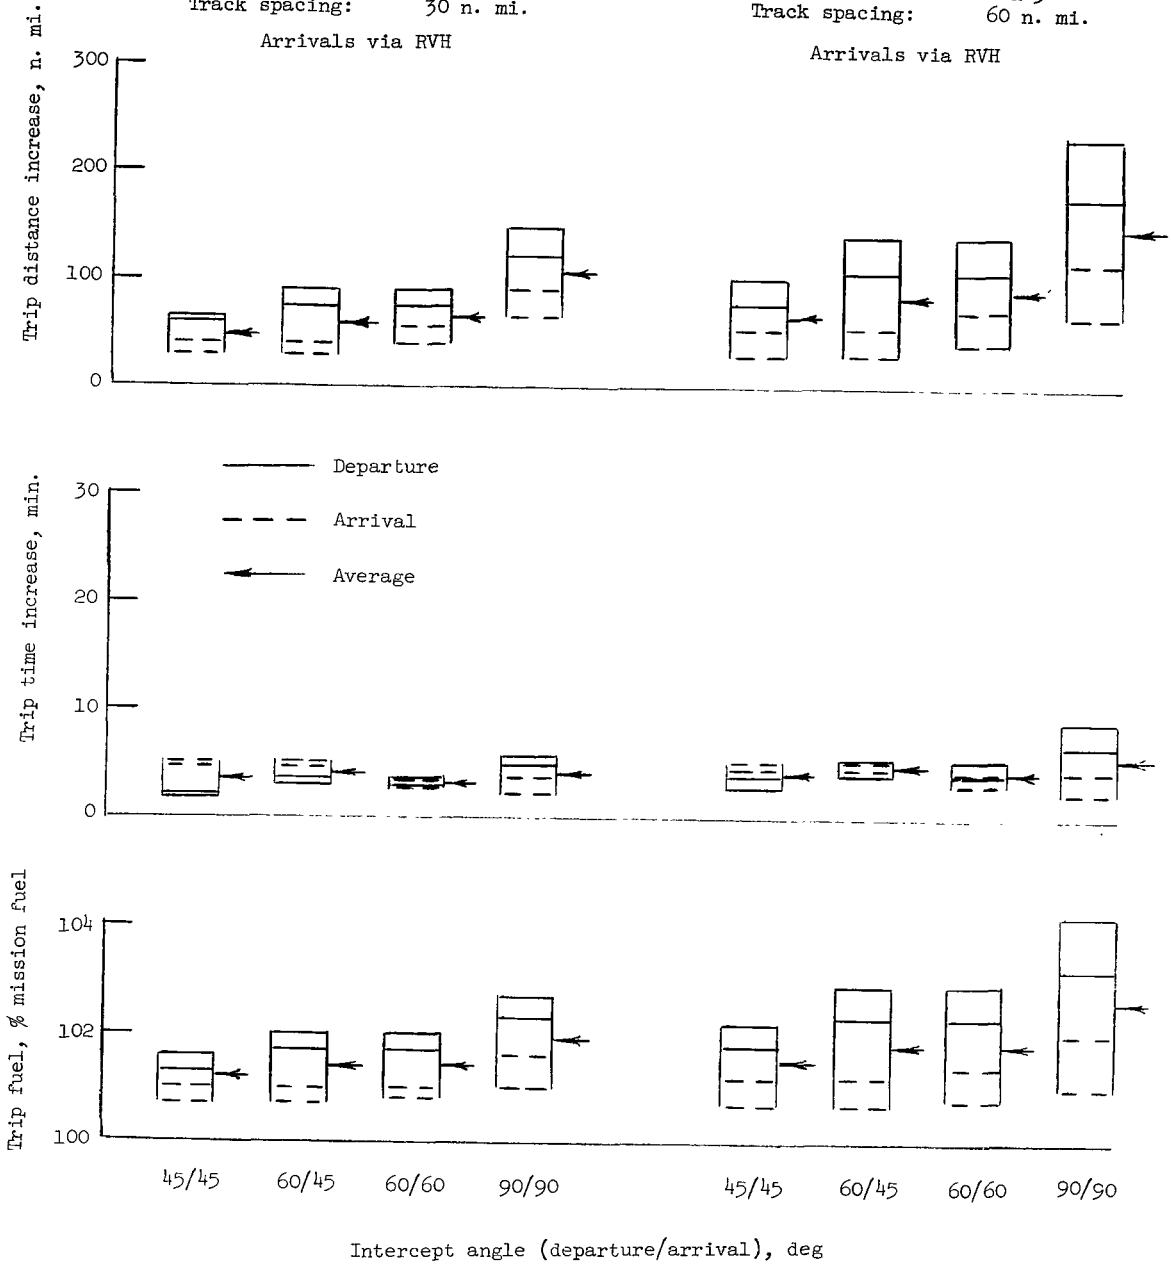 Track spacing: 30 n. mi.
Arrivals via RVH
Track spacing: 60 n. mi.
Arrivals via RVH
Trip distance increase, n. mi.
300
200
100
0
Departure
Arrival
Average
Trip time increase, min.
30
20
10
0
Trip fuel, % mission fuel
104
102
100
45/45 60/45 60/60 90/90
45/45 60/45 60/60 90/90
Intercept angle (departure/arrival), deg